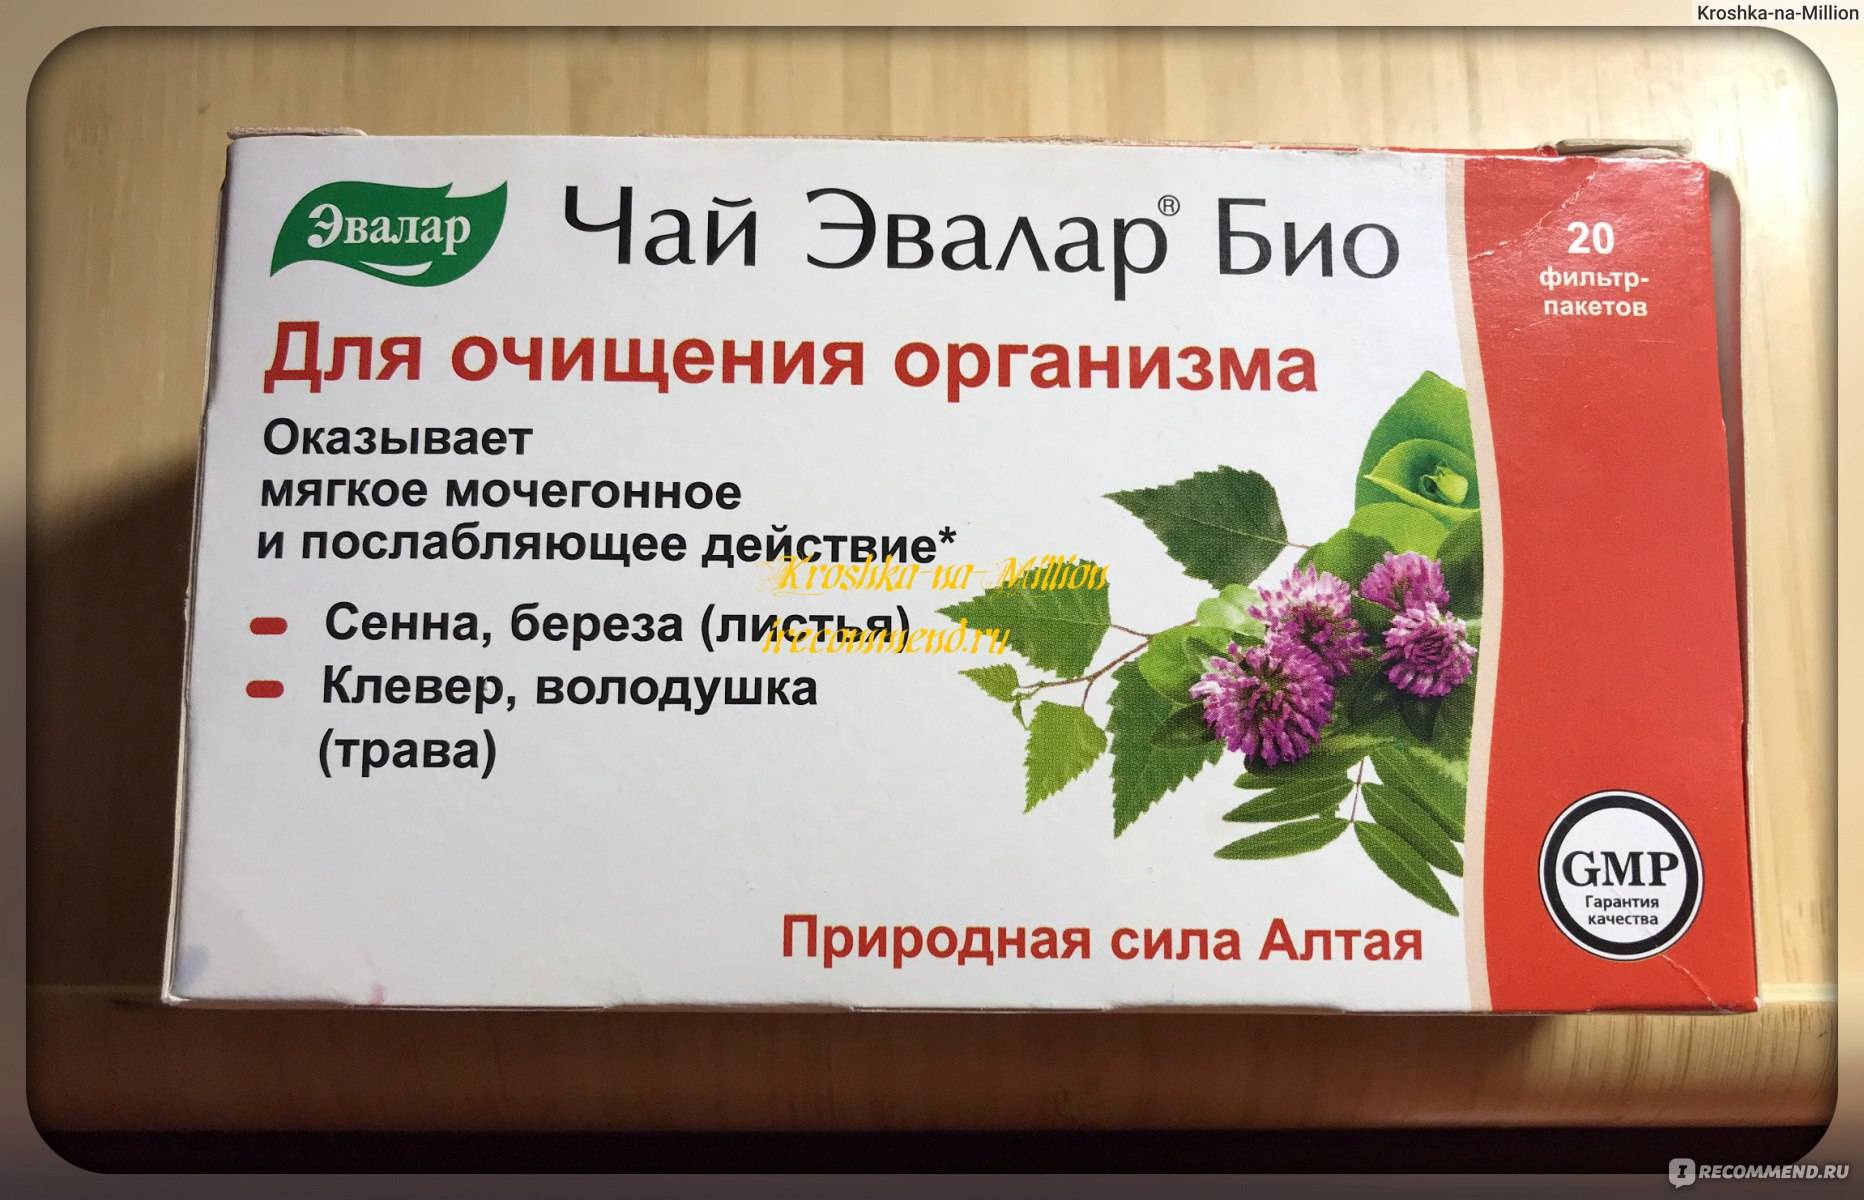 Kroshka-na-Million
Эвалар
Чай Эвалар® Био
20
фильтр-
пакетов
Для очищения организма
Оказывает
мягкое мочегонное
и послабляющее действие*
Kroshka-na-Million
irecommend.ru
Сенна, береза (листья)
Клевер, володушка
(трава)
GMP
Гарантия
качества
Природная сила Алтая
IRECOMMEND.RU